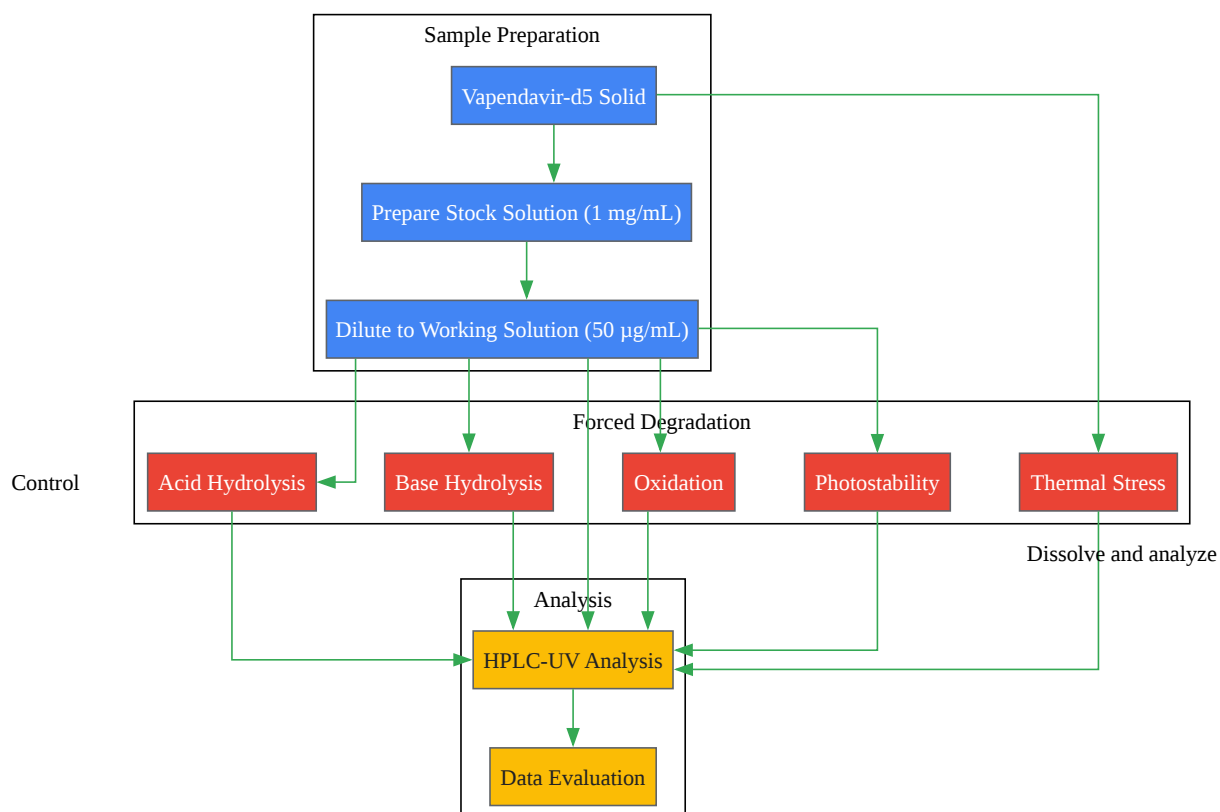 Sample Preparation
Vapendavir-d5 Solid
Prepare Stock Solution (1 mg/mL)
Dilute to Working Solution (50 µg/mL)
Forced Degradation
Control
Acid Hydrolysis
Base Hydrolysis
Oxidation
Photostability
Thermal Stress
Dissolve and analyze
Analysis
HPLC-UV Analysis
Data Evaluation